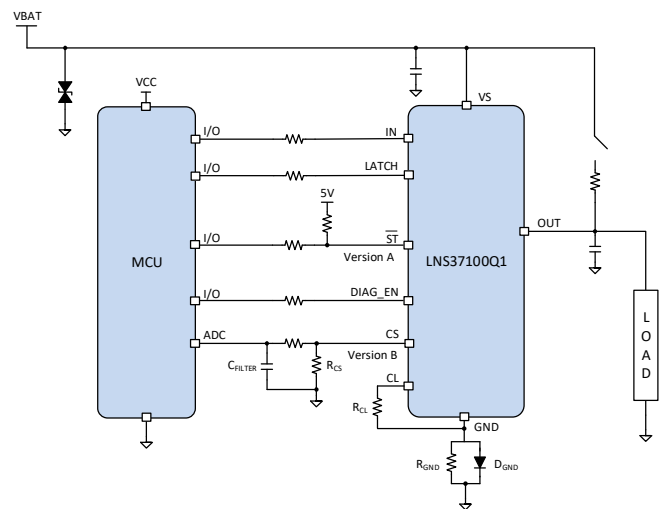 VBAT
VCC
VS
I/O
IN
I/O
LATCH
5V
I/O
S̅T̅
Version A
OUT
MCU
LNS37100Q1
I/O
DIAG_EN
ADC
CS
Version B
CFILTER
RCS
CL
RCL
GND
RGND
DGND
L
O
A
D